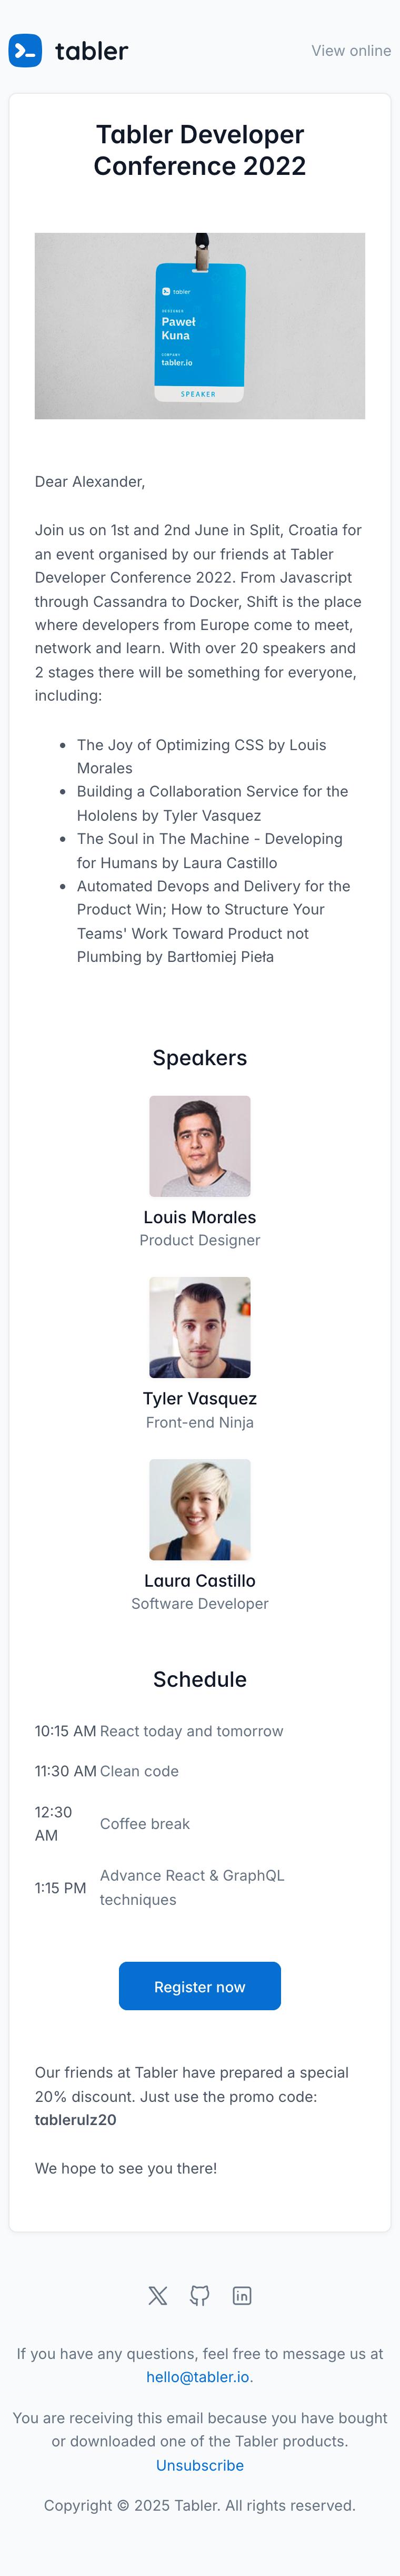 tabler
View online
Tabler Developer
Conference 2022
tabler
DESIGNER
Paweł
Kuna
COMPANY
tabler.io
SPEAKER
Dear Alexander,
Join us on 1st and 2nd June in Split, Croatia for
an event organised by our friends at Tabler
Developer Conference 2022. From Javascript
through Cassandra to Docker, Shift is the place
where developers from Europe come to meet,
network and learn. With over 20 speakers and
2 stages there will be something for everyone,
including:
• The Joy of Optimizing CSS by Louis
Morales
• Building a Collaboration Service for the
Hololens by Tyler Vasquez
• The Soul in The Machine - Developing
for Humans by Laura Castillo
• Automated Devops and Delivery for the
Product Win; How to Structure Your
Teams' Work Toward Product not
Plumbing by Bartłomiej Pieła
Speakers
Louis Morales
Product Designer
Tyler Vasquez
Front-end Ninja
Laura Castillo
Software Developer
Schedule
10:15 AM React today and tomorrow
11:30 AM Clean code
12:30
AM
Coffee break
1:15 PM
Advance React & GraphQL
techniques
Register now
Our friends at Tabler have prepared a special
20% discount. Just use the promo code:
tablerulz20
We hope to see you there!
If you have any questions, feel free to message us at
hello@tabler.io.
You are receiving this email because you have bought
or downloaded one of the Tabler products.
Unsubscribe
Copyright © 2025 Tabler. All rights reserved.